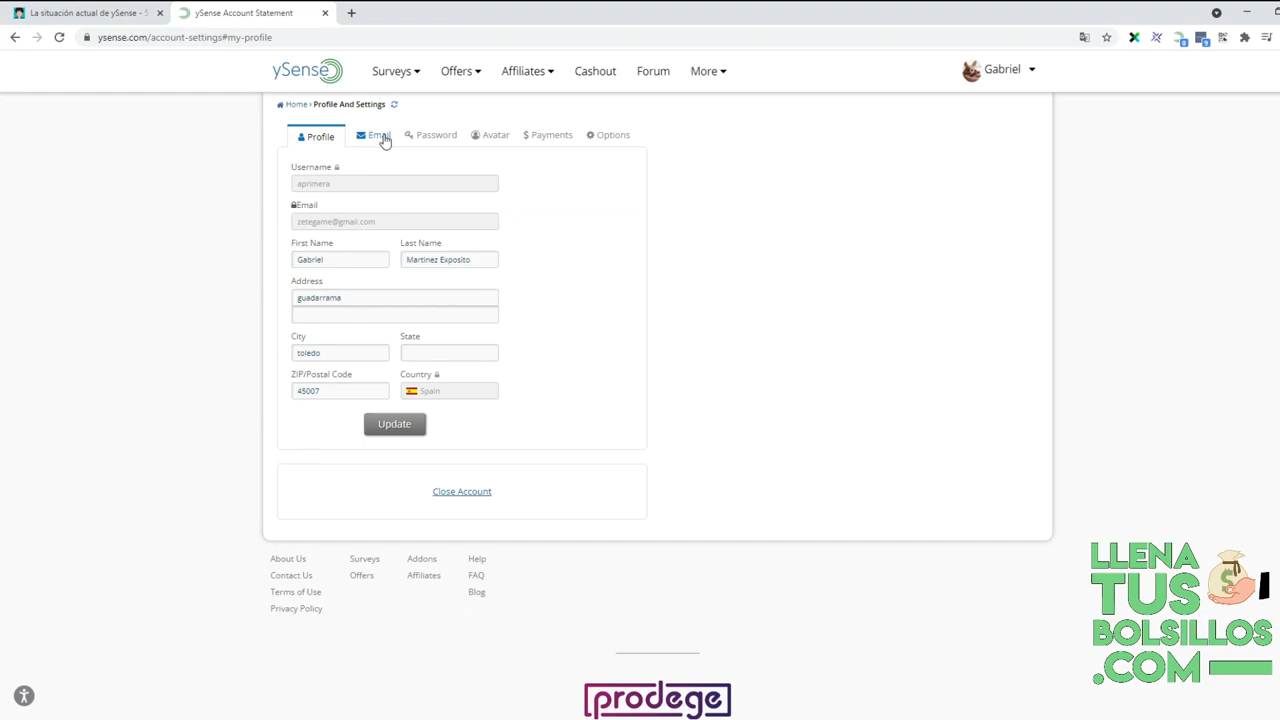 La situación actual de ySense - S
ySense Account Statement
ysense.com/account-settings#my-profile
ySense
Surveys
Offers
Affiliates
Cashout
Forum
More
Gabriel
Home › Profile And Settings
Profile
Email
Password
Avatar
$ Payments
Options
Username
aprimera
Email
zetegame@gmail.com
First Name
Last Name
Gabriel
Martinez Exposito
Address
guadarrama
City
State
toledo
ZIP/Postal Code
Country
45007
Spain
Update
Close Account
About Us
Surveys
Addons
Help
Contact Us
Offers
Affiliates
FAQ
Terms of Use
Blog
Privacy Policy
LLENA
TUS
BOLSILLOS
.COM
prodege